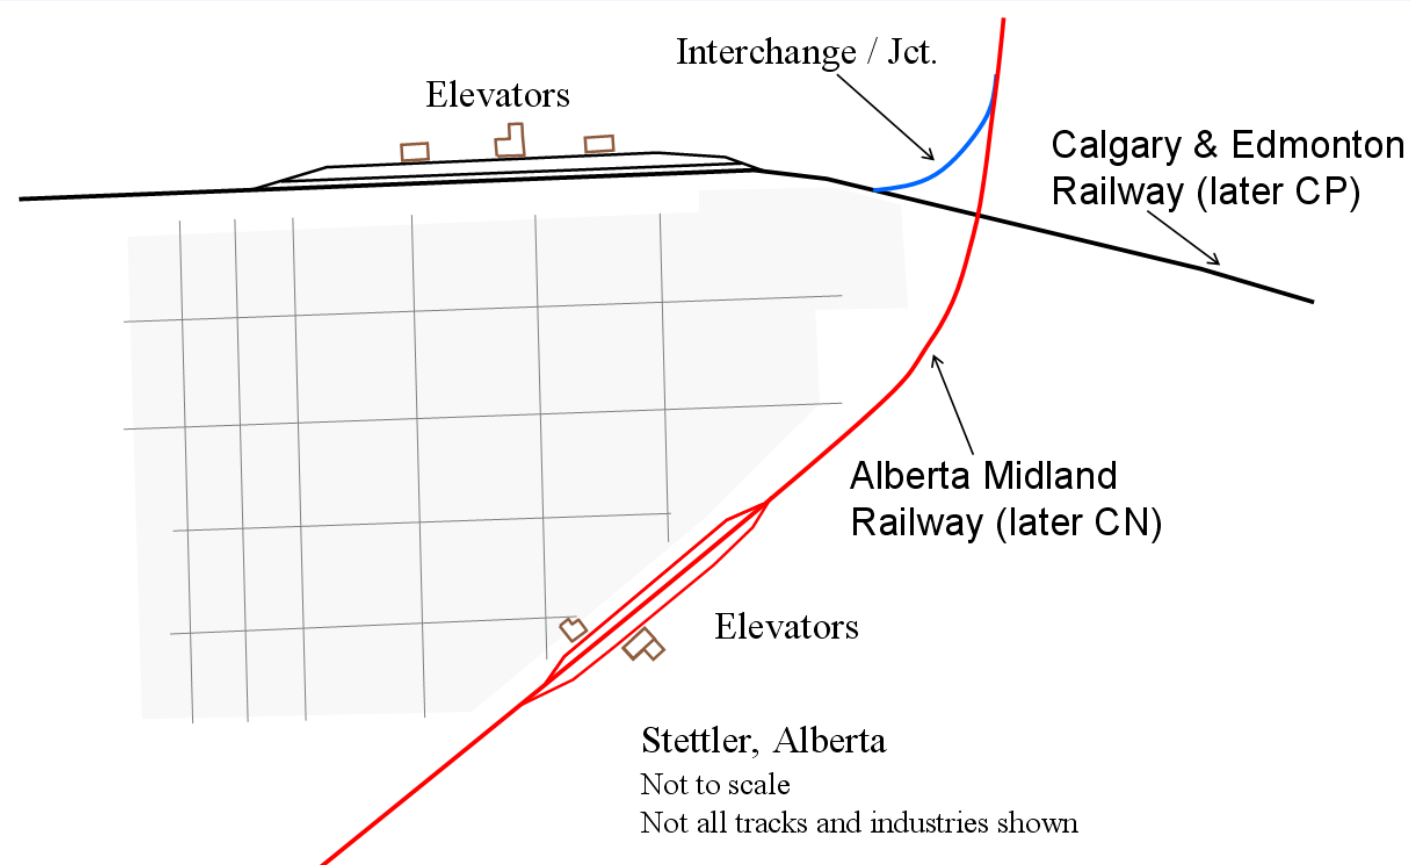 Interchange / Jct.
Elevators
Calgary & Edmonton
Railway (later CP)
Alberta Midland
Railway (later CN)
Elevators
Stettler, Alberta
Not to scale
Not all tracks and industries shown